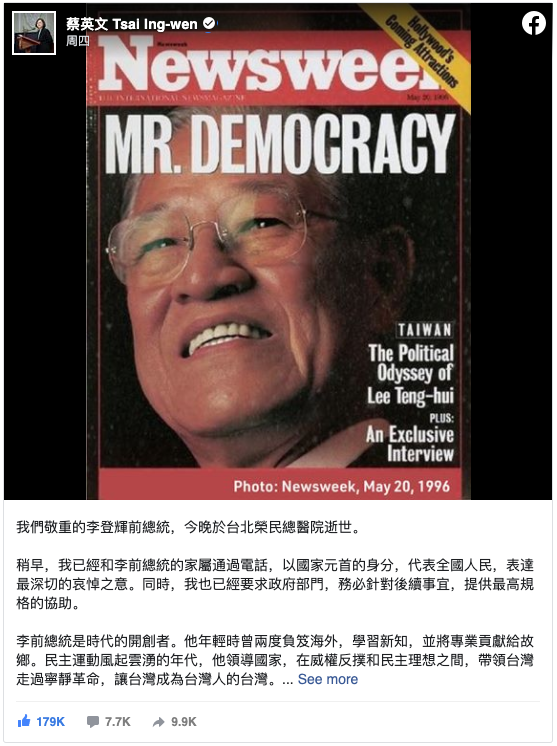 蔡英文 Tsai Ing-wen
周四
Newsweek
Newswee
THE INTERNATIONAL NEWSMAGAZINE
May 20, 1996
Hollywood's
Coming Attractions
MR. DEMOCRACY
TAIWAN
The Political
Odyssey of
Lee Teng-hui
PLUS:
An Exclusive
Interview
Photo: Newsweek, May 20, 1996
我們敬重的李登輝前總統，今晚於台北榮民總醫院逝世。
稍早，我已經和李前總統的家屬通過電話，以國家元首的身分，代表全國人民，表達
最深切的哀悼之意。同時，我也已經要求政府部門，務必針對後續事宜，提供最高規
格的協助。
李前總統是時代的開創者。他年輕時曾兩度負笈海外，學習新知，並將專業貢獻給故
鄉。民主運動風起雲湧的年代，他領導國家，在威權反撲和民主理想之間，帶領台灣
走過寧靜革命，讓台灣成為台灣人的台灣。... See more
179K 7.7K 9.9K